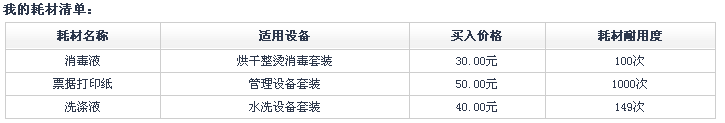 我的耗材清单：
耗材名称 适用设备 买入价格 耗材耐用度
消毒液 烘干整烫消毒套装 30.00元 100次
票据打印纸 管理设备套装 50.00元 1000次
洗涤液 水洗设备套装 40.00元 149次